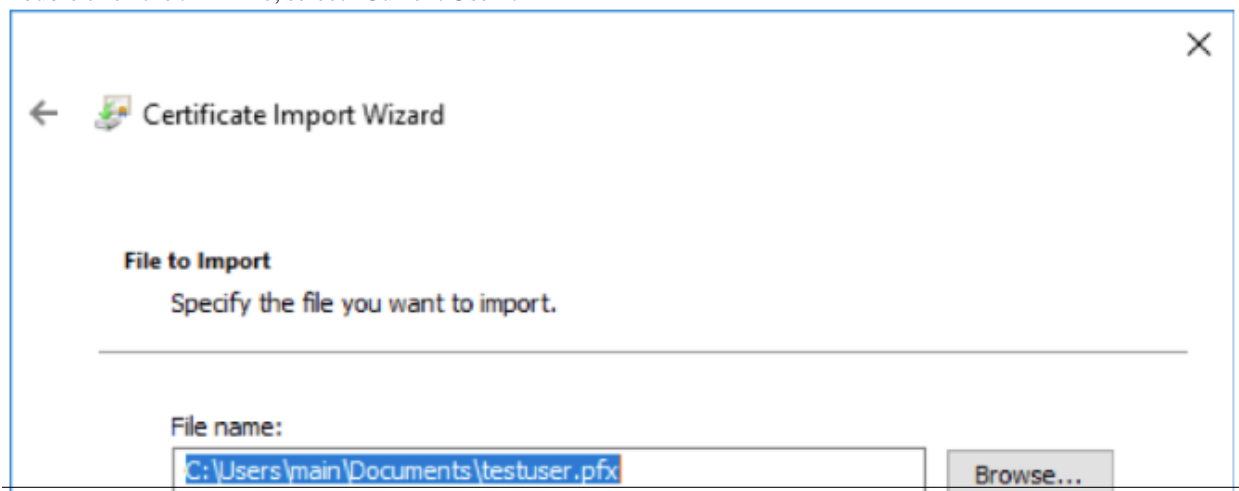 Certificate Import Wizard
File to Import
Specify the file you want to import.
File name:
C:\Users\main\Documents\testuser.pfx
Browse...